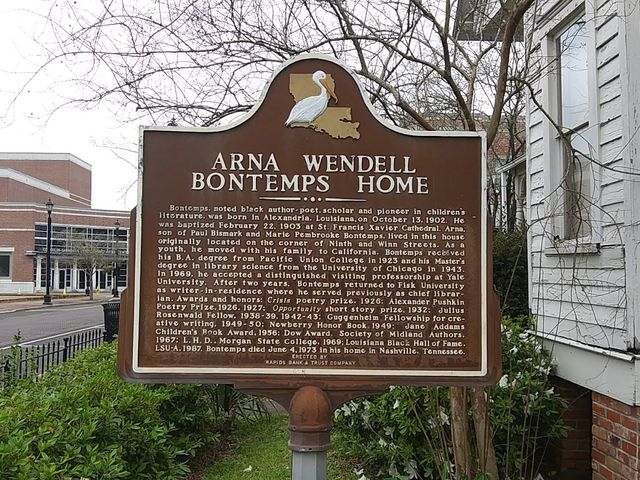 ARNA WENDELL
BONTEMPS HOME
Bontemps, noted black author-poet, scholar and pioneer in children's
literature, was born in Alexandria, Louisiana, on October 13, 1902. He
was baptized February 22, 1903 at St. Francis Xavier Cathedral. Arna,
son of Paul Bismark and Marie Pembrooke Bontemps, lived in this house
originally located on the corner of Ninth and Winn Streets. As a
youth, he moved with his family to California. Bontemps received
his B.A. degree from Pacific Union College in 1923 and his Master's
degree in library science from the University of Chicago in 1943.
In 1969, he accepted a distinguished visiting professorship at Yale
University. After two years, Bontemps returned to Fisk University
as writer-in-residence where he served previously as chief librar-
ian. Awards and honors: Crisis poetry prize, 1926; Alexander Pushkin
Poetry Prize, 1926, 1927; Opportunity short story prize, 1932; Julius
Rosenwald Fellow, 1938-39, 1942-43; Guggenheim Fellowship for cre-
ative writing, 1949-50; Newberry Honor Book, 1949; Jane Addams
Children's Book Award, 1956; Dow Award, Society of Midland Authors,
1967; L.H.D., Morgan State College, 1969; Louisiana Black Hall of Fame,
LSU-A, 1987. Bontemps died June 4, 1973 in his home in Nashville, Tennessee.
ERECTED BY
RAPIDES BANK & TRUST COMPANY